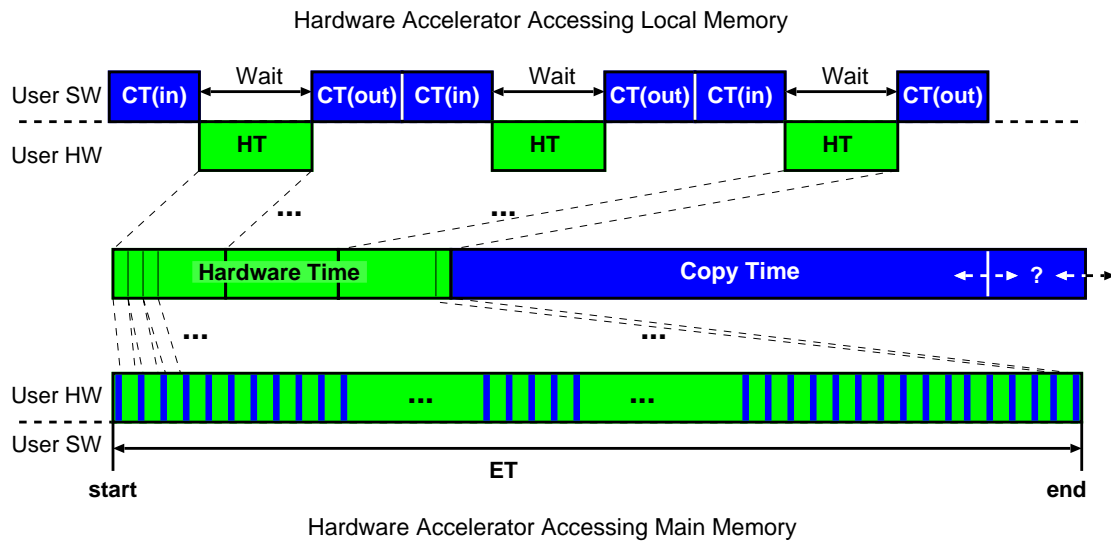 Hardware Accelerator Accessing Local Memory
Wait Wait Wait
User SW CT(in) CT(out) CT(in) CT(out) CT(in) CT(out)
User HW HT HT HT
... ...
Hardware Time Copy Time ?
... ...
User HW ... ...
User SW
ET
start end
Hardware Accelerator Accessing Main Memory